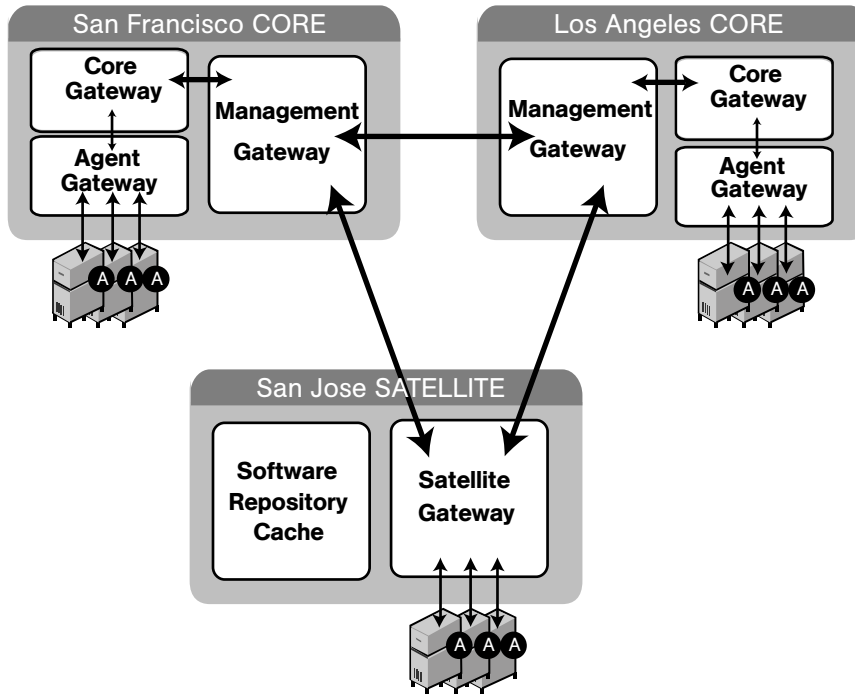 San Francisco CORE
Core
Gateway
Management
Gateway
Agent
Gateway
A A A
Los Angeles CORE
Management
Gateway
Core
Gateway
Agent
Gateway
A A A
San Jose SATELLITE
Software
Repository
Cache
Satellite
Gateway
A A A